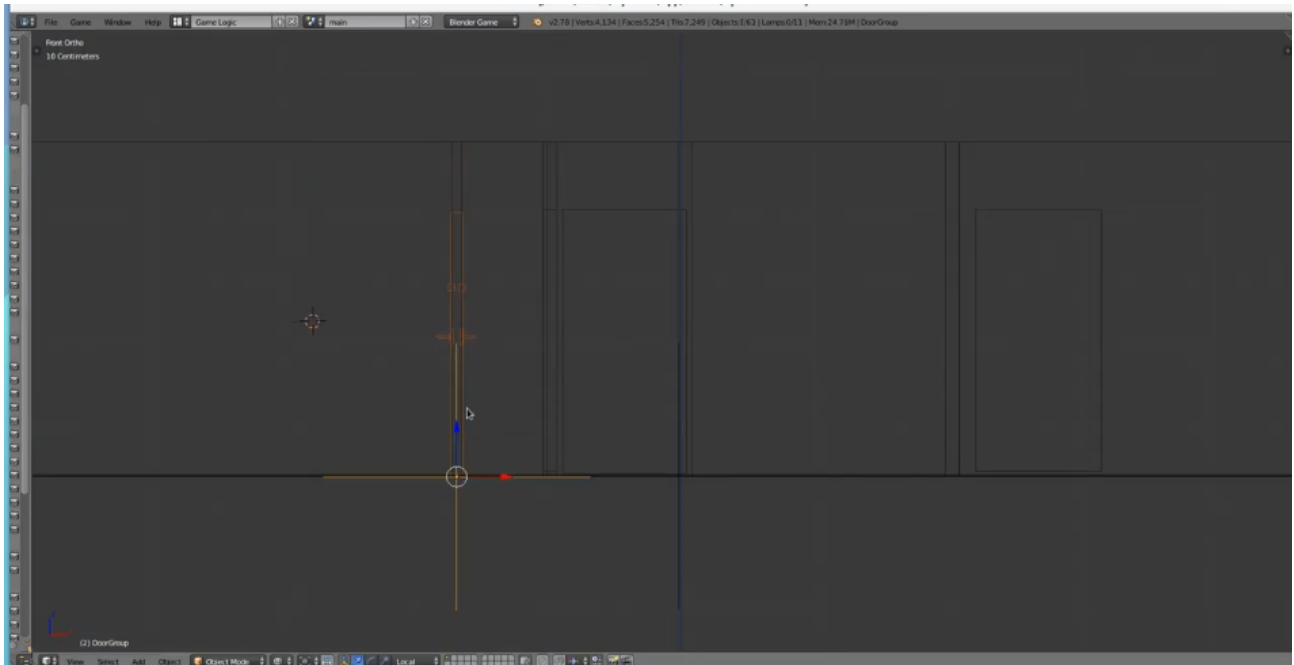 File Game Window Help Game Logic main Blender Game v2.78 | Verts:4,134 | Faces:5,254 | Tris:7,249 | Objects:1/63 | Lamps:0/11 | Mem:24.78M | DoorGroup
Front Ortho
10 Centimeters
(2) DoorGroup
View Select Add Object Object Mode Local